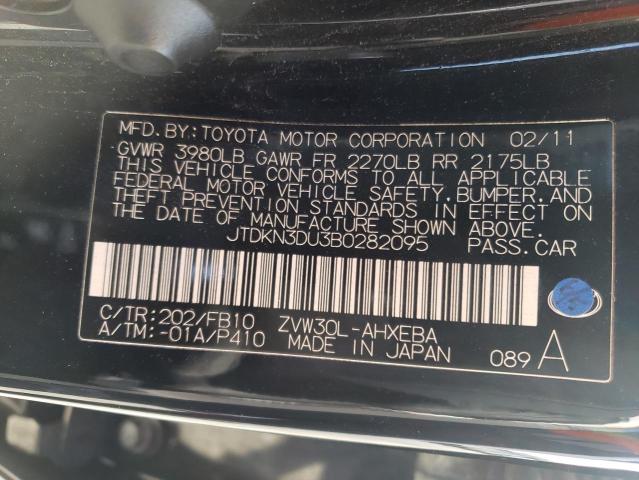 MFD. BY: TOYOTA MOTOR CORPORATION 02/11
GVWR 3980LB GAWR FR 2270LB RR 2175LB
THIS VEHICLE CONFORMS TO ALL APPLICABLE
FEDERAL MOTOR VEHICLE SAFETY, BUMPER, AND
THEFT PREVENTION STANDARDS IN EFFECT ON
THE DATE OF MANUFACTURE SHOWN ABOVE.
JTDKN3DU3B0282095 PASS. CAR
C/TR: 202/FB10 ZVW30L-AHXEBA
A/TM: -01A/P410 MADE IN JAPAN 089 A